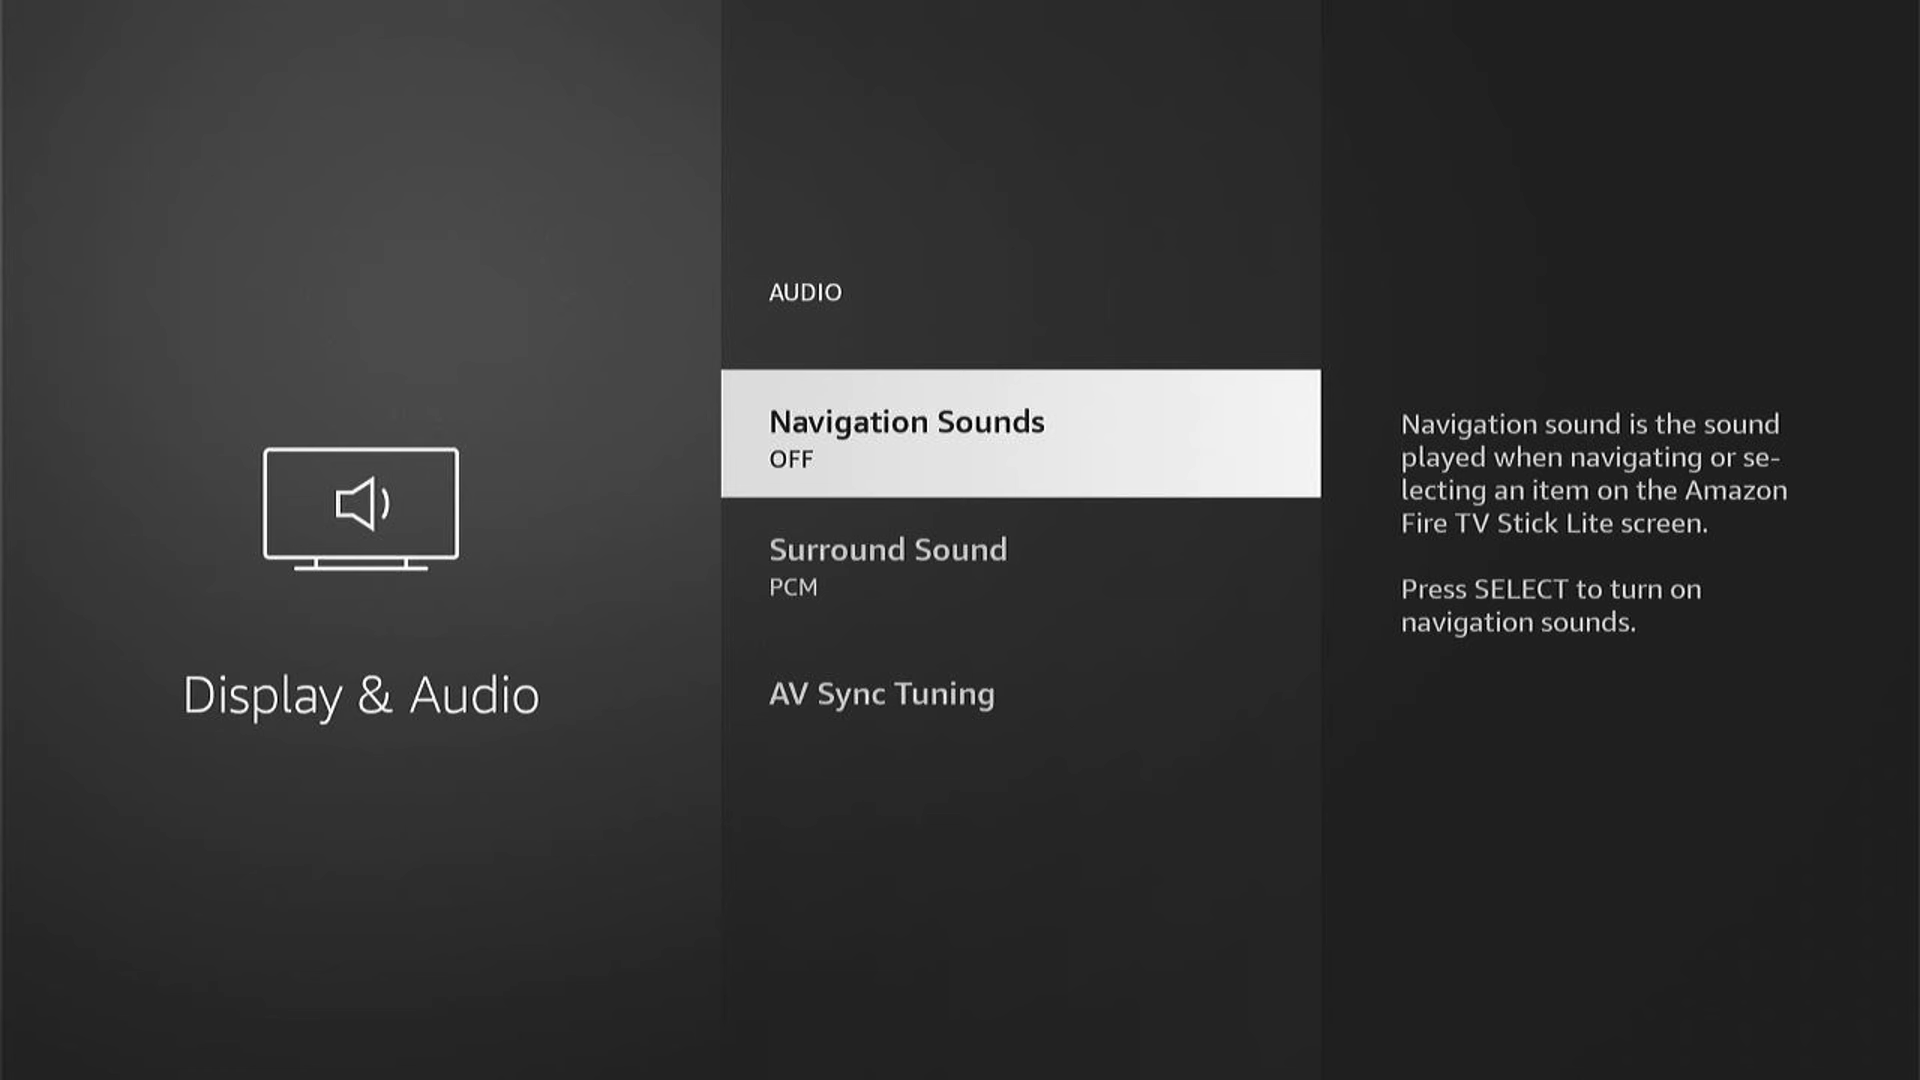 AUDIO
Navigation Sounds
OFF
Surround Sound
PCM
AV Sync Tuning
Display & Audio
Navigation sound is the sound
played when navigating or se-
lecting an item on the Amazon
Fire TV Stick Lite screen.
Press SELECT to turn on
navigation sounds.